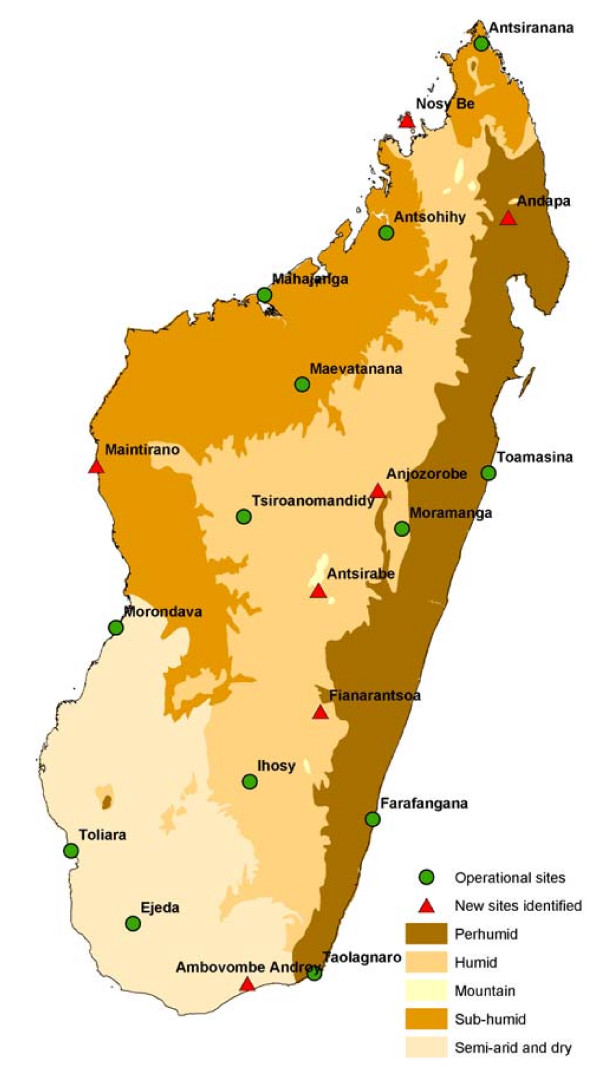 Antsiranana
Nosy Be
Andapa
Antsohihy
Mahajanga
Maevatanana
Maintirano
Toamasina
Anjozorobe
Tsiroanomandidy
Moramanga
Antsirabe
Morondava
Fianarantsoa
Ihosy
Farafangana
Toliara
Ejeda
Taolagnaro
Ambovombe Androy
Operational sites
New sites identified
Perhumid
Humid
Mountain
Sub-humid
Semi-arid and dry